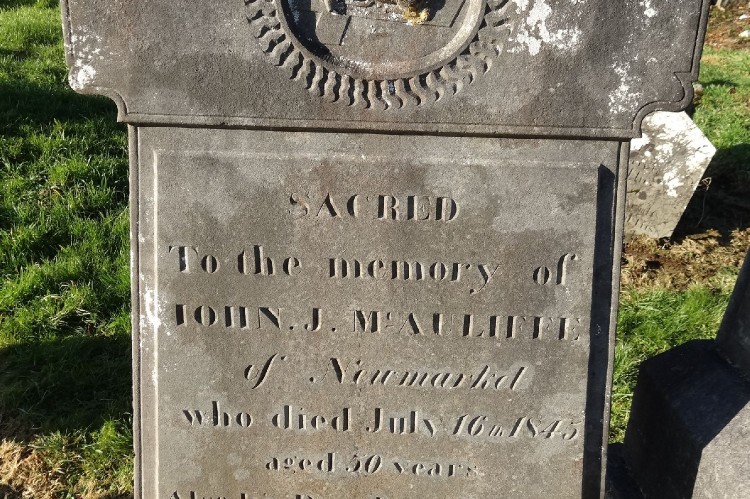 SACRED
To the memory of
JOHN. J. McAULIFFE
of Newmarket
who died July 16th 1845
aged 50 years